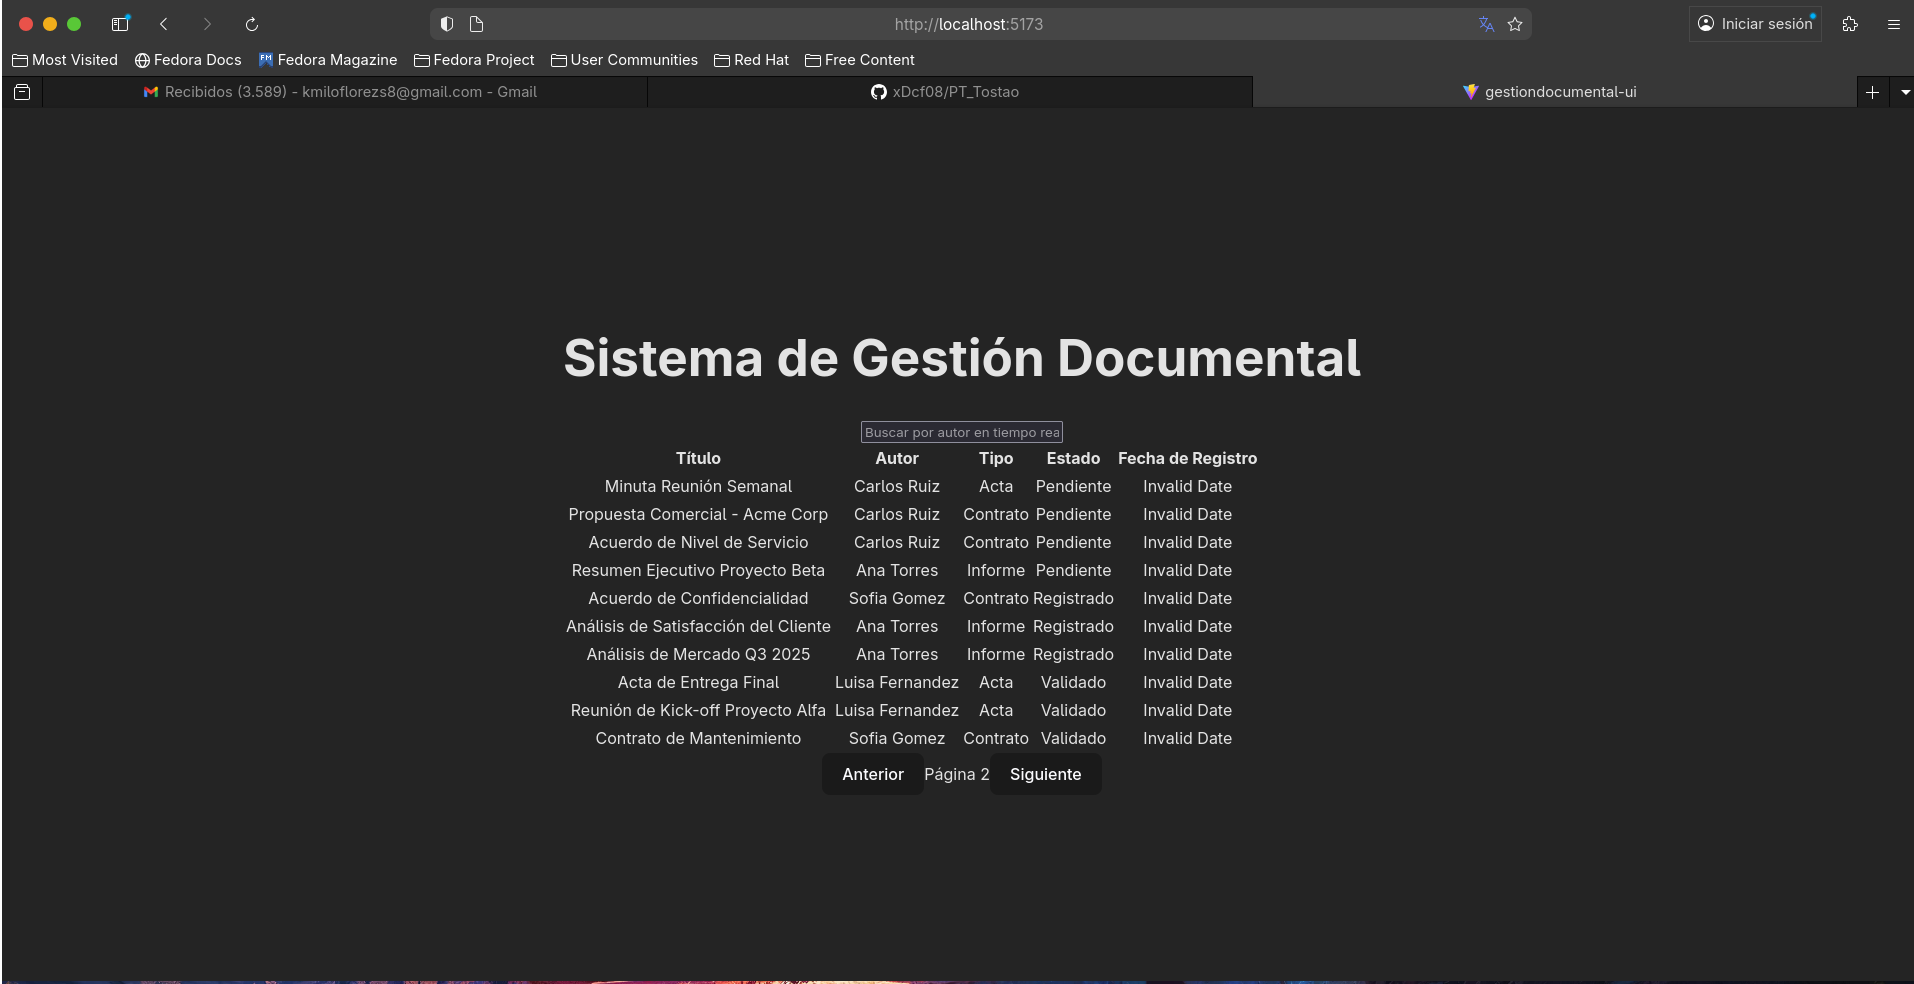 http://localhost:5173
Iniciar sesión
Most Visited Fedora Docs Fedora Magazine Fedora Project User Communities Red Hat Free Content
Recibidos (3.589) - kmiloflorezs8@gmail.com - Gmail xDcf08/PT_Tostao gestiondocumental-ui
Sistema de Gestión Documental
Buscar por autor en tiempo rea
Título Autor Tipo Estado Fecha de Registro
Minuta Reunión Semanal Carlos Ruiz Acta Pendiente Invalid Date
Propuesta Comercial - Acme Corp Carlos Ruiz Contrato Pendiente Invalid Date
Acuerdo de Nivel de Servicio Carlos Ruiz Contrato Pendiente Invalid Date
Resumen Ejecutivo Proyecto Beta Ana Torres Informe Pendiente Invalid Date
Acuerdo de Confidencialidad Sofia Gomez Contrato Registrado Invalid Date
Análisis de Satisfacción del Cliente Ana Torres Informe Registrado Invalid Date
Análisis de Mercado Q3 2025 Ana Torres Informe Registrado Invalid Date
Acta de Entrega Final Luisa Fernandez Acta Validado Invalid Date
Reunión de Kick-off Proyecto Alfa Luisa Fernandez Acta Validado Invalid Date
Contrato de Mantenimiento Sofia Gomez Contrato Validado Invalid Date
Anterior Página 2 Siguiente